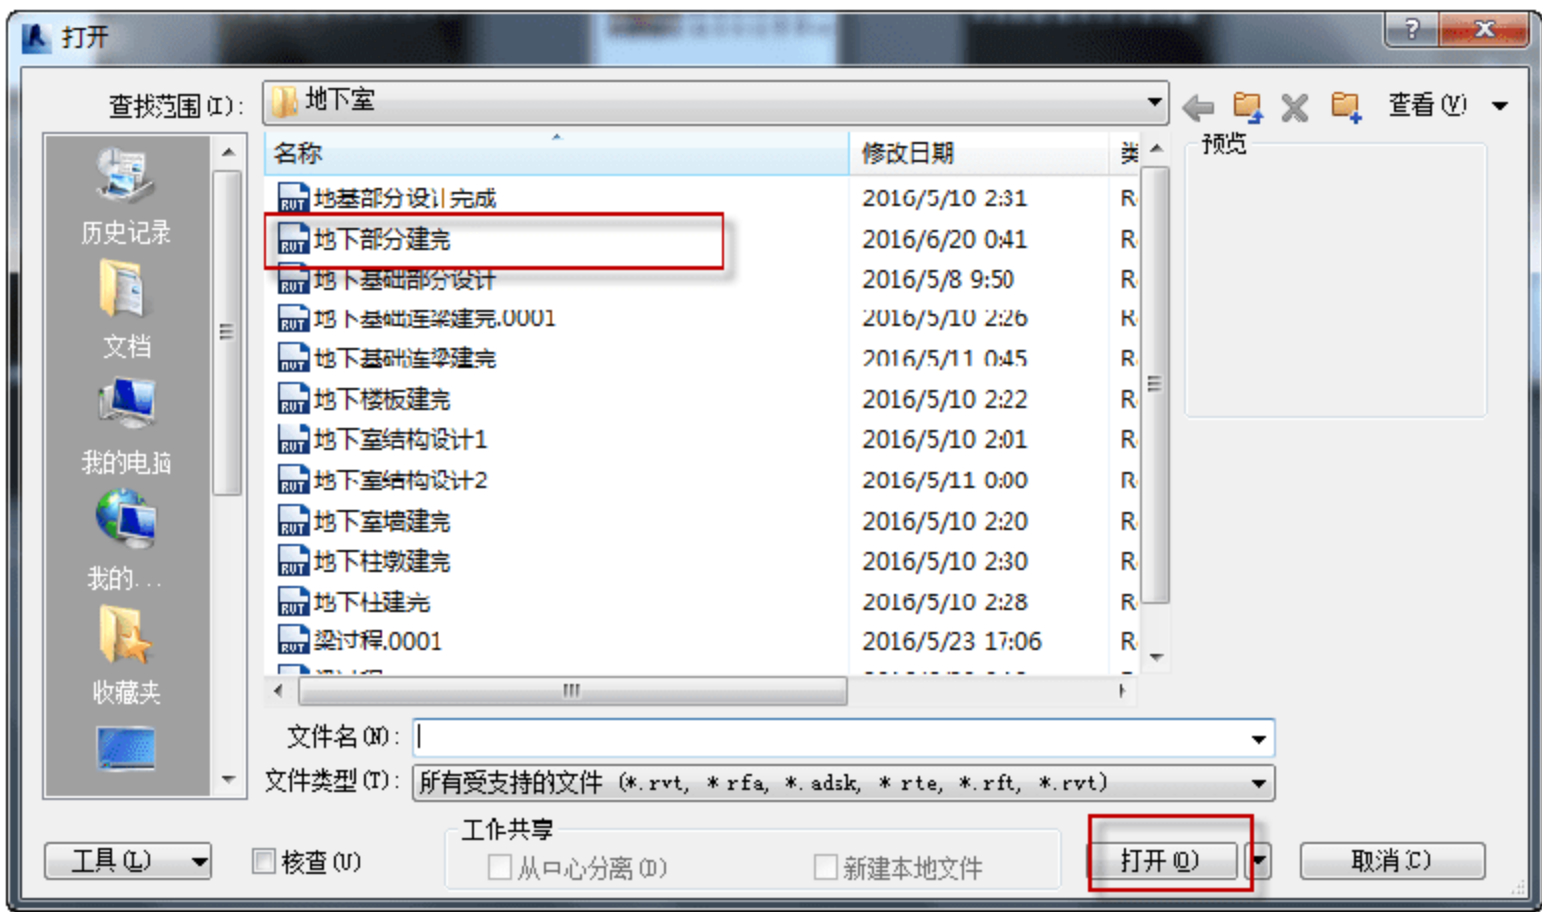 打开
查找范围(I): 地下室 查看(V)
名称 修改日期 类 预览
地基部分设计完成 2016/5/10 2:31 R
地下部分建完 2016/6/20 0:41 R
地下基础部分设计 2016/5/8 9:50 R
地下基础连梁建完.0001 2016/5/10 2:26 R
地下基础连梁建完 2016/5/11 0:45 R
地下楼板建完 2016/5/10 2:22 R
地下室结构设计1 2016/5/10 2:01 R
地下室结构设计2 2016/5/11 0:00 R
地下室墙建完 2016/5/10 2:20 R
地下柱墩建完 2016/5/10 2:30 R
地下柱建完 2016/5/10 2:28 R
梁过程.0001 2016/5/23 17:06 R
历史记录
文档
我的电脑
我的...
收藏夹
文件名(N):
文件类型(T): 所有受支持的文件 (*.rvt, *.rfa, *.adsk, *.rte, *.rft, *.rvt)
工作共享
工具(L) 核查(U) 从中心分离(D) 新建本地文件 打开(O) 取消(C)